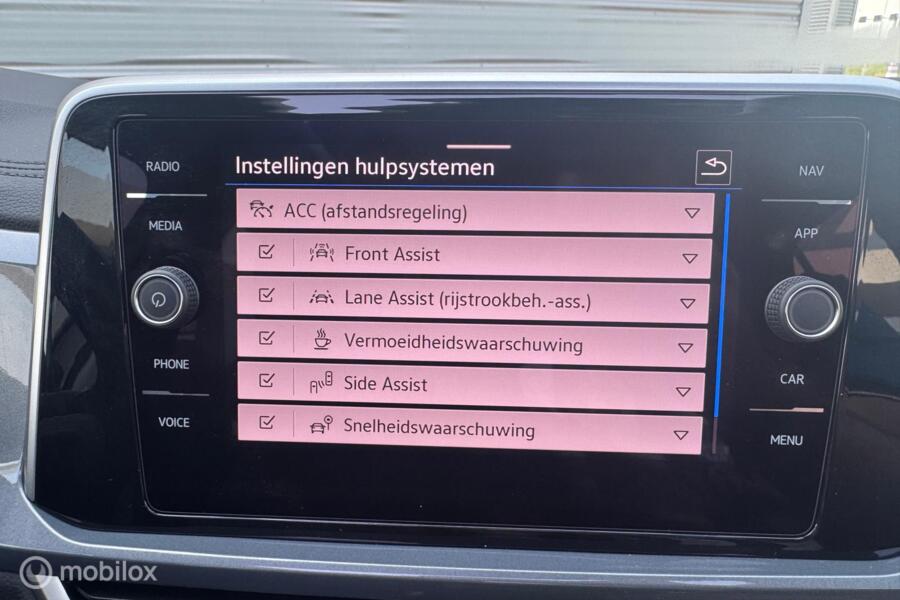 RADIO
MEDIA
PHONE
VOICE
Instellingen hulpsystemen
ACC (afstandsregeling)
Front Assist
Lane Assist (rijstrookbeh.-ass.)
Vermoeidheidswaarschuwing
Side Assist
Snelheidswaarschuwing
NAV
APP
CAR
MENU
mobilox